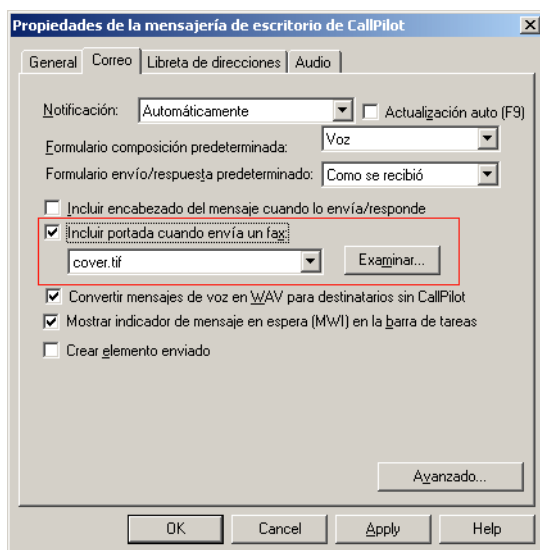 Propiedades de la mensajería de escritorio de CallPilot
General Correo Libreta de direcciones Audio
Notificación: Automáticamente Actualización auto (F9)
Formulario composición predeterminada: Voz
Formulario envío/respuesta predeterminado: Como se recibió
Incluir encabezado del mensaje cuando lo envía/responde
Incluir portada cuando envía un fax:
cover.tif Examinar...
Convertir mensajes de voz en WAV para destinatarios sin CallPilot
Mostrar indicador de mensaje en espera (MWI) en la barra de tareas
Crear elemento enviado
Avanzado...
OK Cancel Apply Help